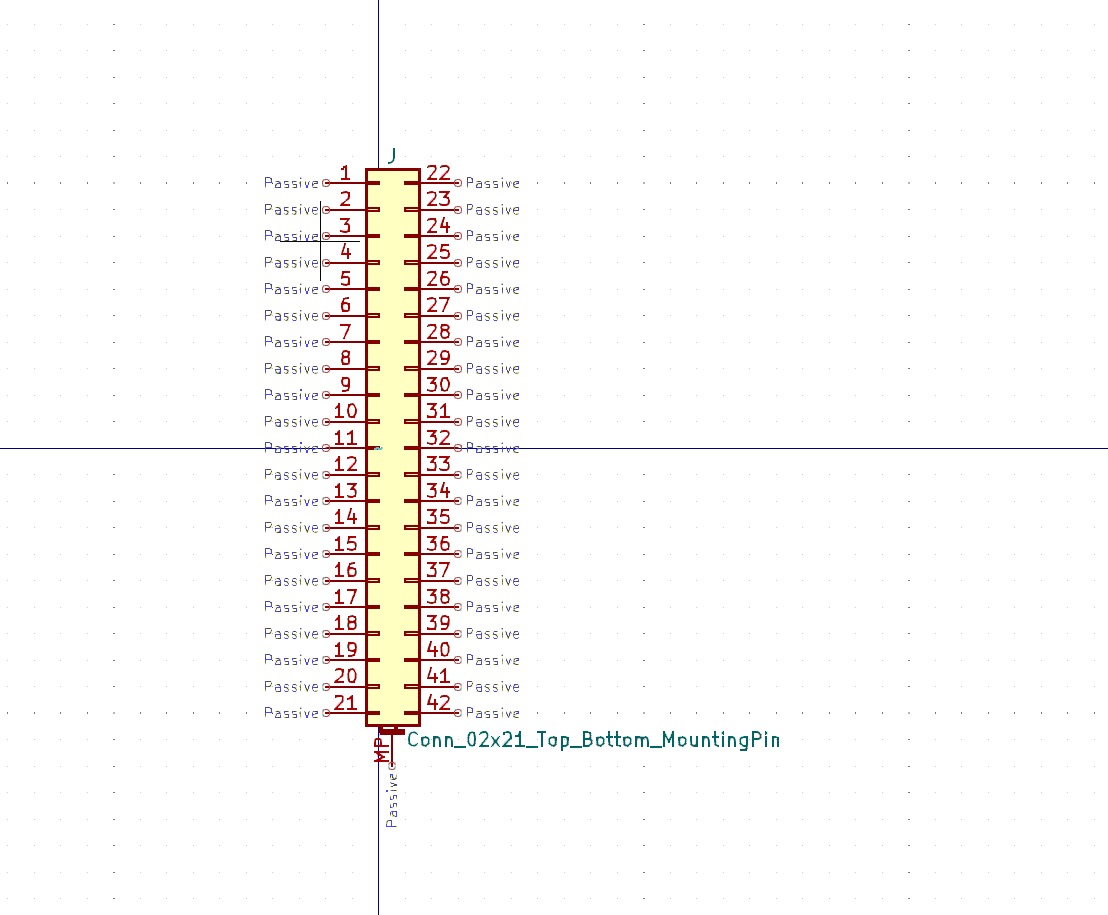 J
Passive 1 22 Passive
Passive 2 23 Passive
Passive 3 24 Passive
Passive 4 25 Passive
Passive 5 26 Passive
Passive 6 27 Passive
Passive 7 28 Passive
Passive 8 29 Passive
Passive 9 30 Passive
Passive 10 31 Passive
Passive 11 32 Passive
Passive 12 33 Passive
Passive 13 34 Passive
Passive 14 35 Passive
Passive 15 36 Passive
Passive 16 37 Passive
Passive 17 38 Passive
Passive 18 39 Passive
Passive 19 40 Passive
Passive 20 41 Passive
Passive 21 42 Passive
MP
Conn_02x21_Top_Bottom_MountingPin
Passive